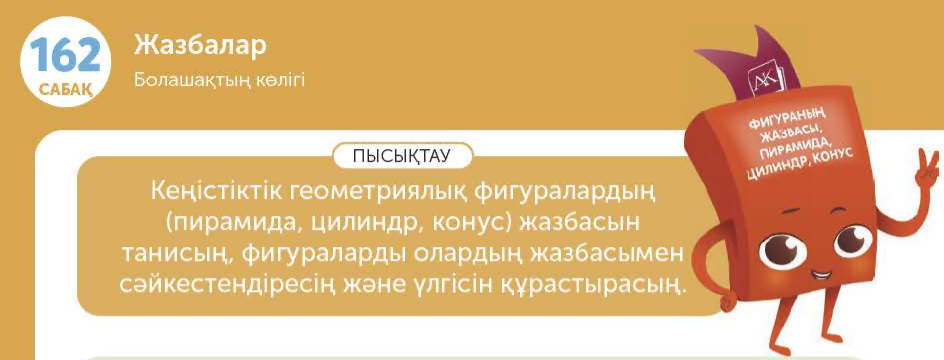 162
САБАҚ
Жазбалар
Болашақтың көлігі
ПЫСЫҚТАУ
Кеңістіктік геометриялық фигуралардың
(пирамида, цилиндр, конус) жазбасын
танисың, фигураларды олардың жазбасымен
сәйкестендіресің және үлгісін құрастырасың.
АК
ФИГУРАНЫҢ
ЖАЗБАСЫ,
ПИРАМИДА,
ЦИЛИНДР, КОНУС